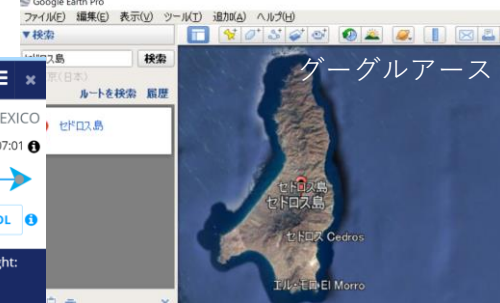 Google Earth Pro
ファイル(F) 編集(E) 表示(V) ツール(T) 追加(A) ヘルプ(H)
▼検索
セドロス島 検索
京(日本)
ルートを検索 履歴
セドロス島
EXICO
07:01
OL
ght:
グーグルアース
セドロス島
セドロス島
セドロス Cedros
エル・モロ El Morro